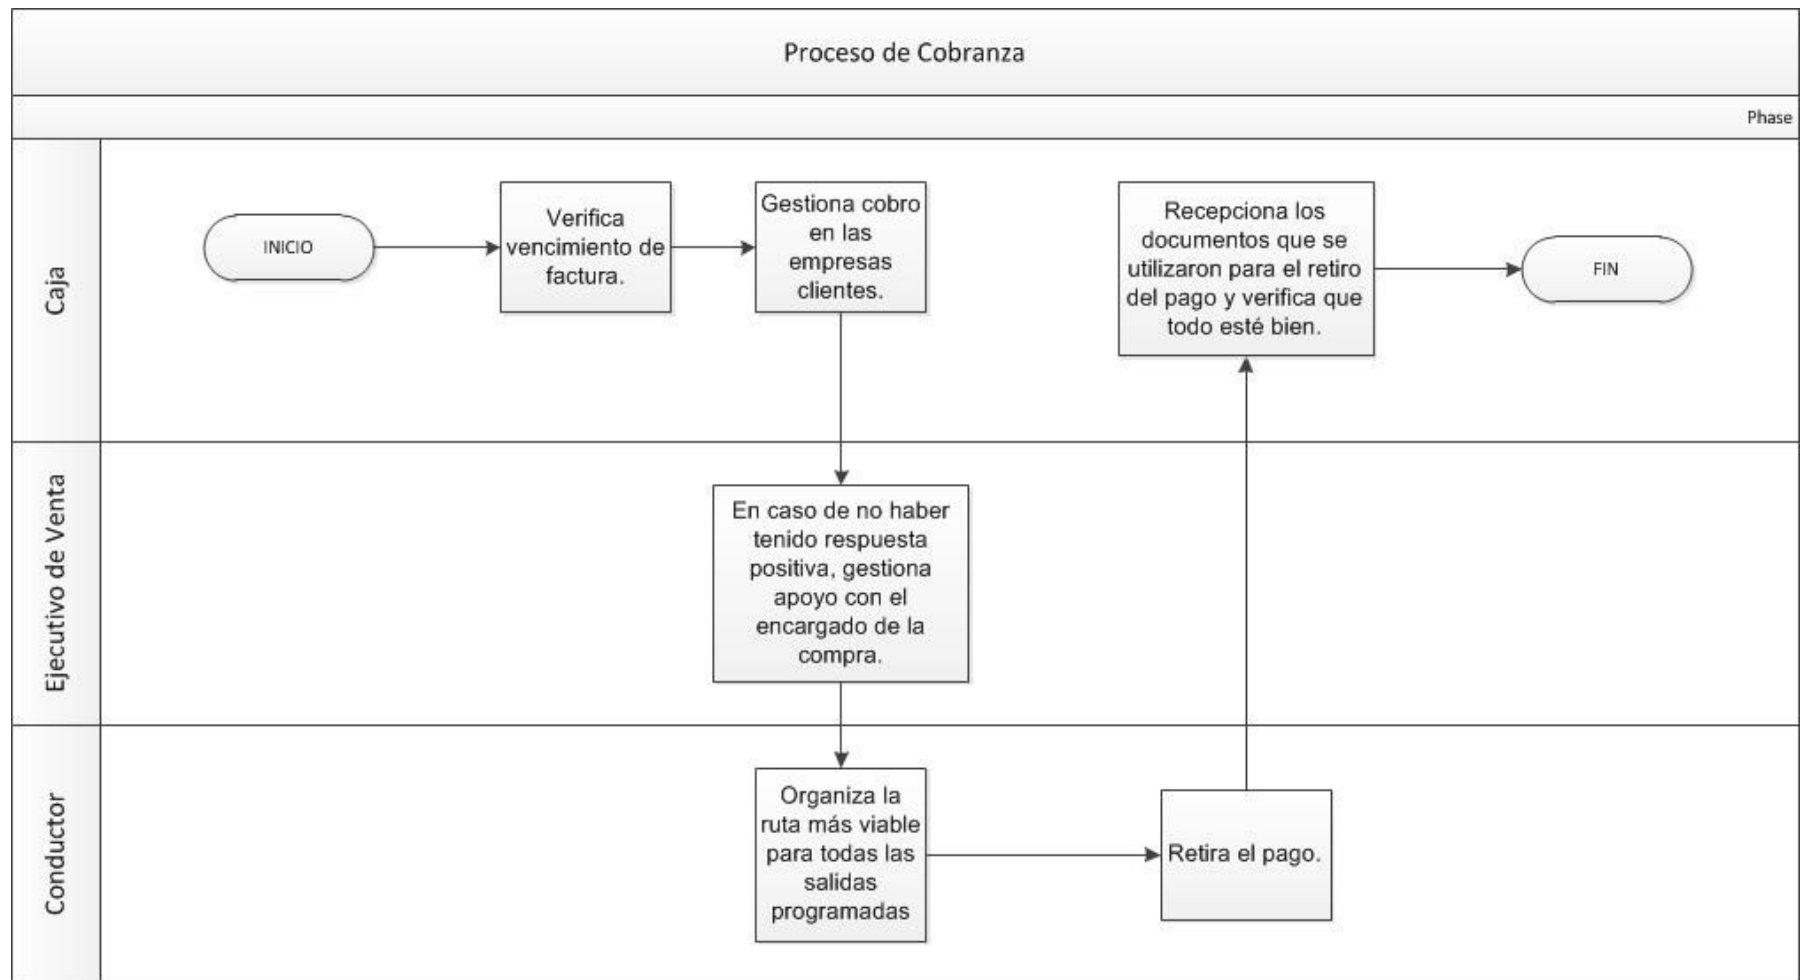 Proceso de Cobranza
Phase
Caja
INICIO
Verifica
vencimiento de
factura.
Gestiona cobro
en las
empresas
clientes.
Recepciona los
documentos que se
utilizaron para el retiro
del pago y verifica que
todo esté bien.
FIN
Ejecutivo de Venta
En caso de no haber
tenido respuesta
positiva, gestiona
apoyo con el
encargado de la
compra.
Conductor
Organiza la
ruta más viable
para todas las
salidas
programadas
Retira el pago.